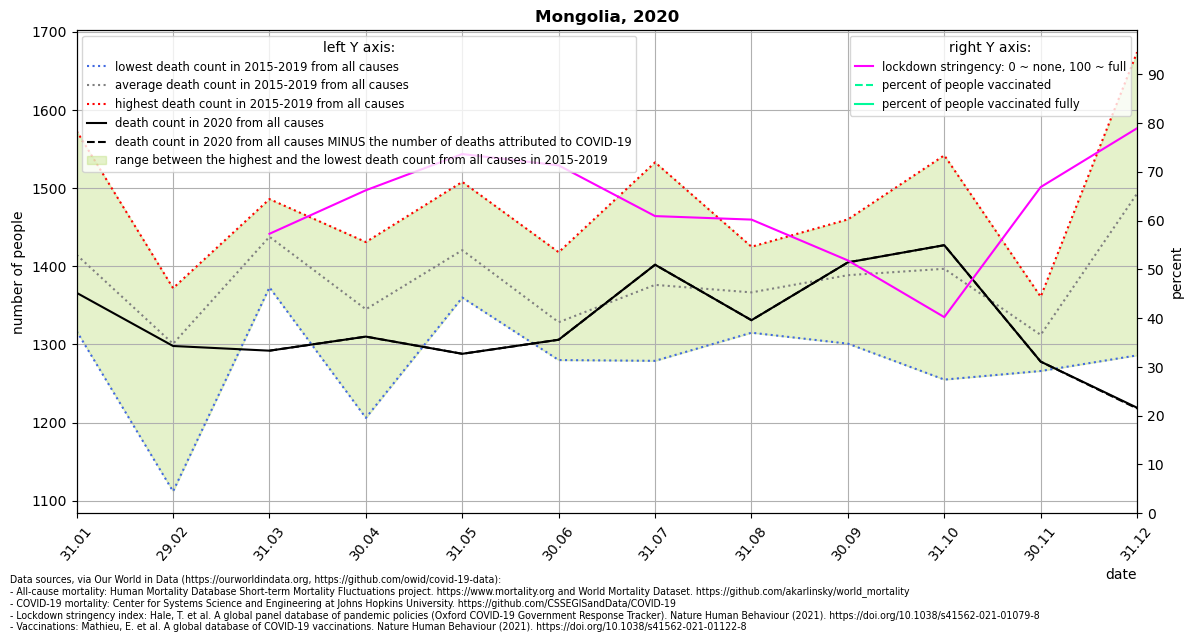 Mongolia, 2020
left Y axis:
lowest death count in 2015-2019 from all causes
average death count in 2015-2019 from all causes
highest death count in 2015-2019 from all causes
death count in 2020 from all causes
death count in 2020 from all causes MINUS the number of deaths attributed to COVID-19
range between the highest and the lowest death count from all causes in 2015-2019
right Y axis:
lockdown stringency: 0 ~ none, 100 ~ full
percent of people vaccinated
percent of people vaccinated fully
number of people
1700
1600
1500
1400
1300
1200
1100
percent
90
80
70
60
50
40
30
20
10
0
31.01
29.02
31.03
30.04
31.05
30.06
31.07
31.08
30.09
31.10
30.11
31.12
date
Data sources, via Our World in Data (https://ourworldindata.org, https://github.com/owid/covid-19-data):
- All-cause mortality: Human Mortality Database Short-term Mortality Fluctuations project. https://www.mortality.org and World Mortality Dataset. https://github.com/akarlinsky/world_mortality
- COVID-19 mortality: Center for Systems Science and Engineering at Johns Hopkins University. https://github.com/CSSEGISandData/COVID-19
- Lockdown stringency index: Hale, T. et al. A global panel database of pandemic policies (Oxford COVID-19 Government Response Tracker). Nature Human Behaviour (2021). https://doi.org/10.1038/s41562-021-01079-8
- Vaccinations: Mathieu, E. et al. A global database of COVID-19 vaccinations. Nature Human Behaviour (2021). https://doi.org/10.1038/s41562-021-01122-8